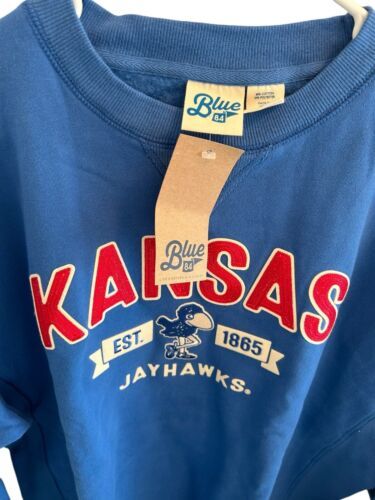 Blue
84
Blue
84
KANSAS
EST. 1865
JAYHAWKS®